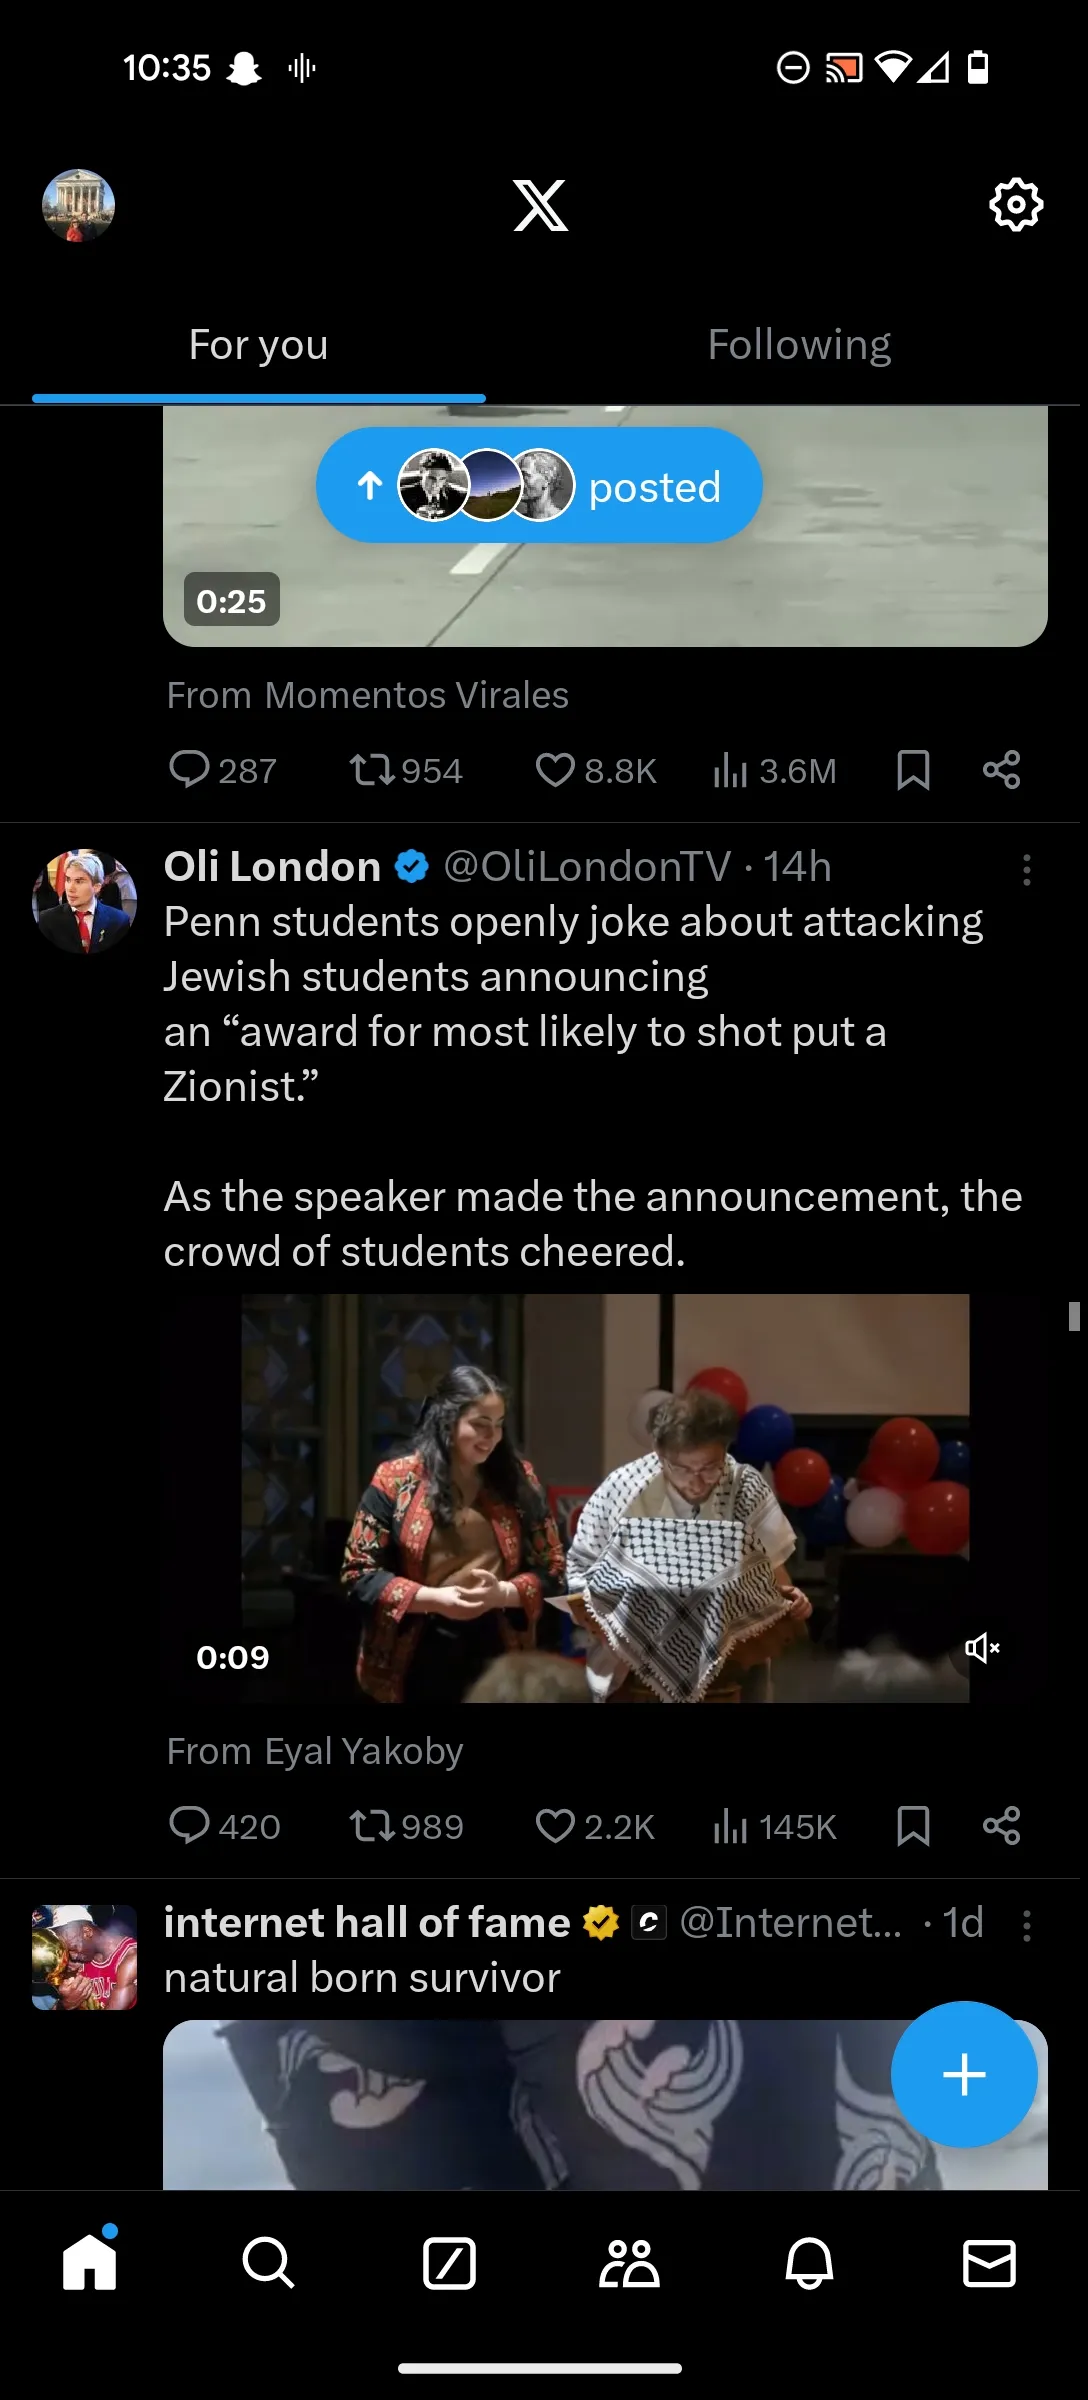 10:35
For you
Following
posted
0:25
From Momentos Virales
287 954 8.8K 3.6M
Oli London @OliLondonTV · 14h
Penn students openly joke about attacking
Jewish students announcing
an “award for most likely to shot put a
Zionist.”
As the speaker made the announcement, the
crowd of students cheered.
0:09
From Eyal Yakoby
420 989 2.2K 145K
internet hall of fame @Internet... · 1d
natural born survivor